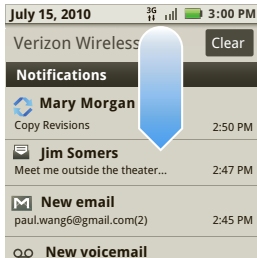 July 15, 2010 3G 3:00 PM
Verizon Wireless Clear
Notifications
Mary Morgan
Copy Revisions 2:50 PM
Jim Somers
Meet me outside the theater... 2:47 PM
New email
paul.wang6@gmail.com(2) 2:45 PM
New voicemail